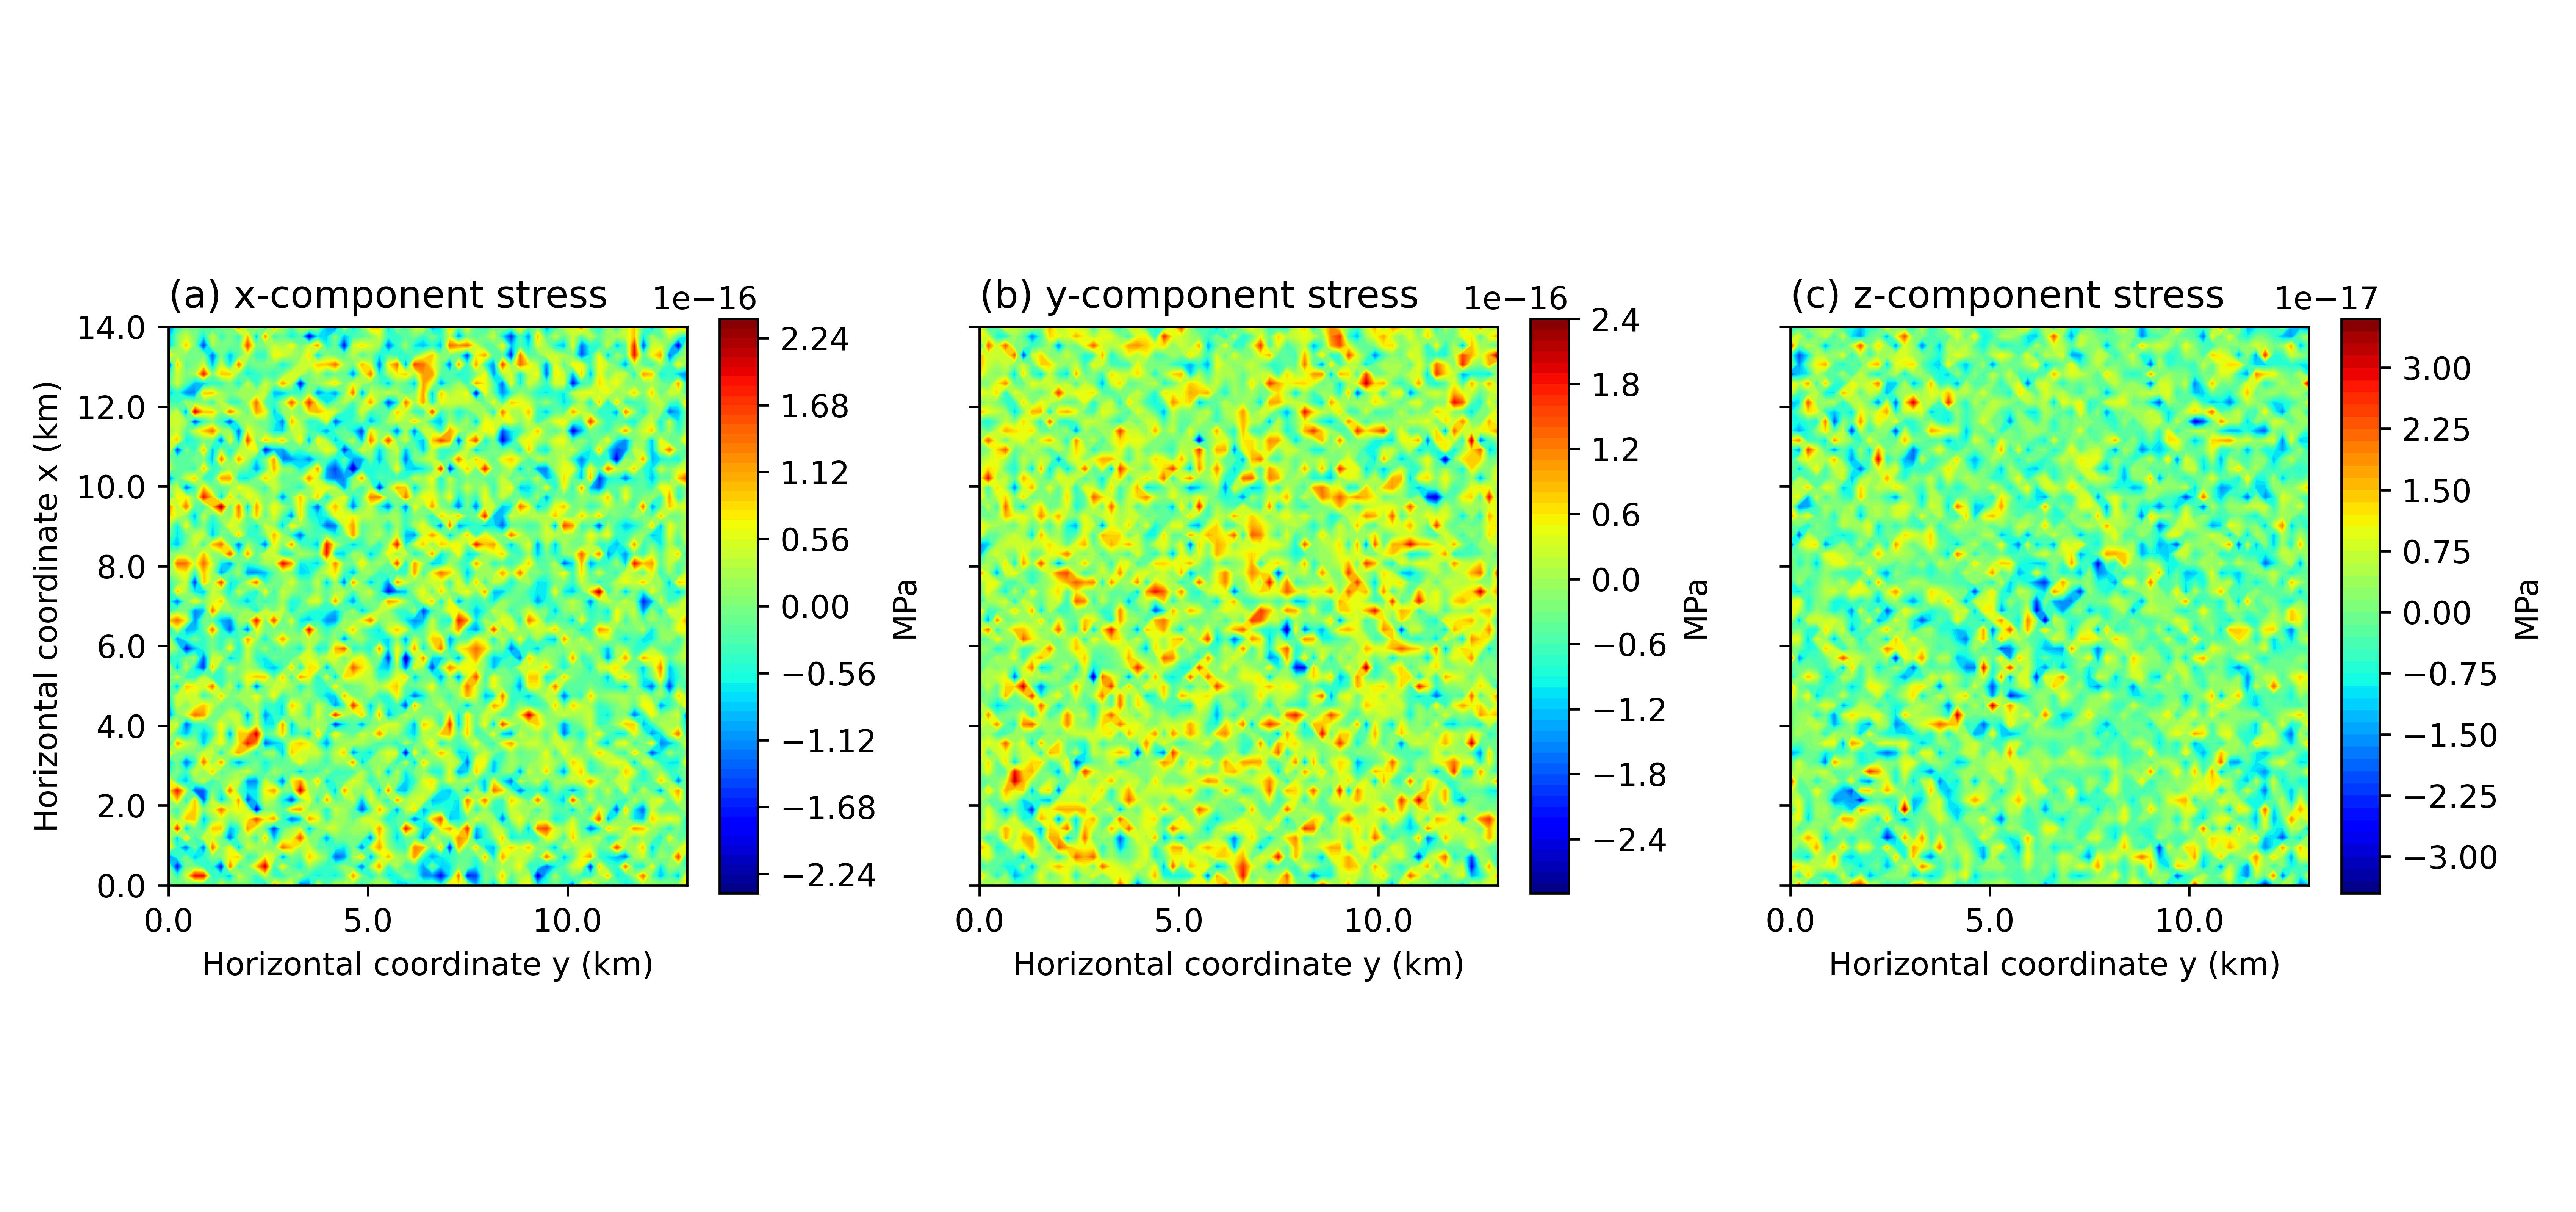 (a) x-component stress
1e−16
(b) y-component stress
1e−16
(c) z-component stress
1e−17
Horizontal coordinate x (km)
14.0
12.0
10.0
8.0
6.0
4.0
2.0
0.0
0.0 5.0 10.0
Horizontal coordinate y (km)
2.24
1.68
1.12
0.56
0.00
−0.56
−1.12
−1.68
−2.24
MPa
0.0 5.0 10.0
Horizontal coordinate y (km)
2.4
1.8
1.2
0.6
0.0
−0.6
−1.2
−1.8
−2.4
MPa
0.0 5.0 10.0
Horizontal coordinate y (km)
3.00
2.25
1.50
0.75
0.00
−0.75
−1.50
−2.25
−3.00
MPa